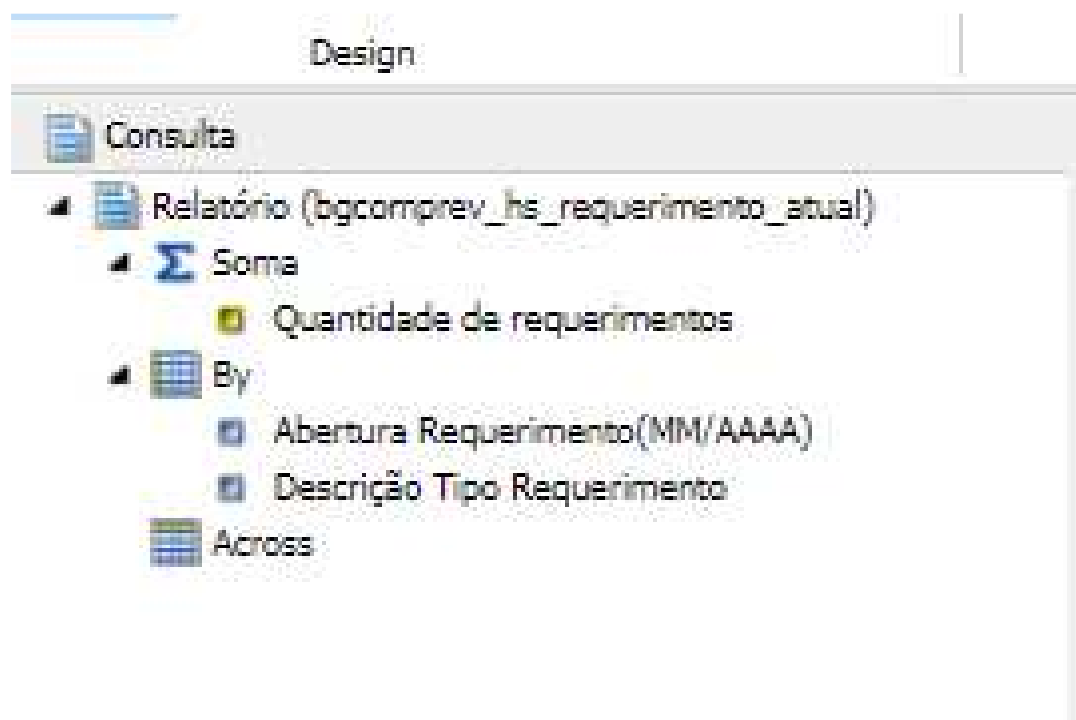 Design
Consulta
Relatório (bgcomprev_hs_requerimento_atual)
Soma
Quantidade de requerimentos
By
Abertura Requerimento(MM/AAAA)
Descrição Tipo Requerimento
Across